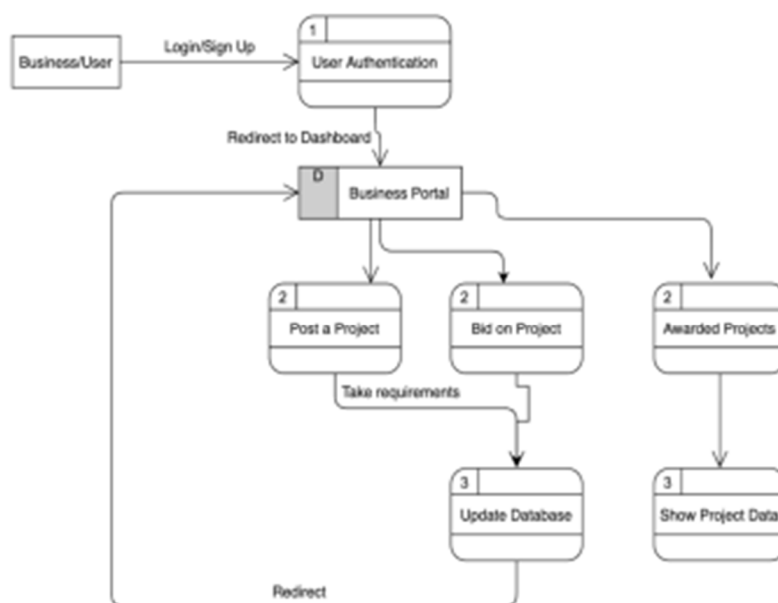 1
Business/User
Login/Sign Up
User Authentication
Redirect to Dashboard
D
Business Portal
2
Post a Project
2
Bid on Project
2
Awarded Projects
Take requirements
3
Update Database
3
Show Project Data
Redirect